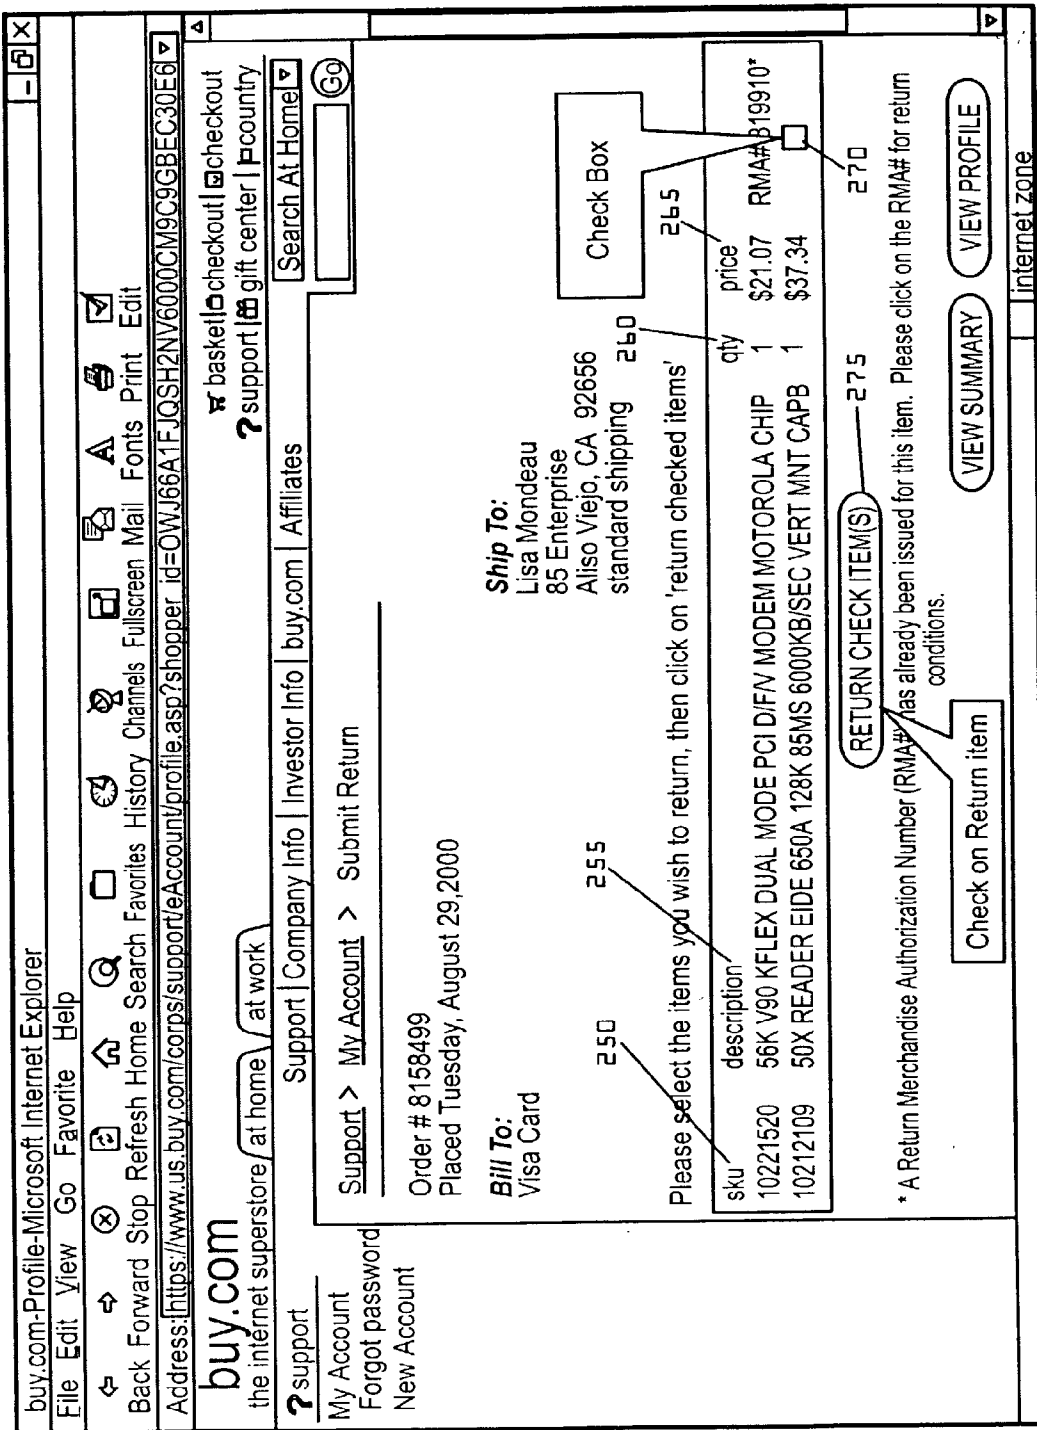 buy.com-Profile-Microsoft Internet Explorer
File Edit View Go Favorite Help
Back Forward Stop Refresh Home Search Favorites History Channels Fullscreen Mail Fonts Print Edit
Address: https://www.us.buy.com/corps/support/eAccount/profile.asp?shopper_id=OWJ66A1FJQSH2NV6000CM9C9GBEC30E6
buy.com
the internet superstore
at home
at work
basket | checkout | checkout
? support | gift center | country
Support | Company Info | Investor Info | buy.com | Affiliates
Search At Home
Go
? support
My Account
Forgot password
New Account
Support > My Account > Submit Return
Order # 8158499
Placed Tuesday, August 29,2000
Bill To:
Visa Card
Ship To:
Lisa Mondeau
85 Enterprise
Aliso Viejo, CA 92656
standard shipping
Check Box
250
255
260
265
Please select the items you wish to return, then click on 'return checked items'
sku description qty price
10221520 56K V90 KFLEX DUAL MODE PCI D/F/V MODEM MOTOROLA CHIP 1 $21.07 RMA# 819910*
10212109 50X READER EIDE 650A 128K 85MS 6000KB/SEC VERT MNT CAPB 1 $37.34
270
RETURN CHECK ITEM(S)
275
* A Return Merchandise Authorization Number (RMA#) has already been issued for this item. Please click on the RMA# for return
conditions.
Check on Return item
VIEW SUMMARY
VIEW PROFILE
internet zone